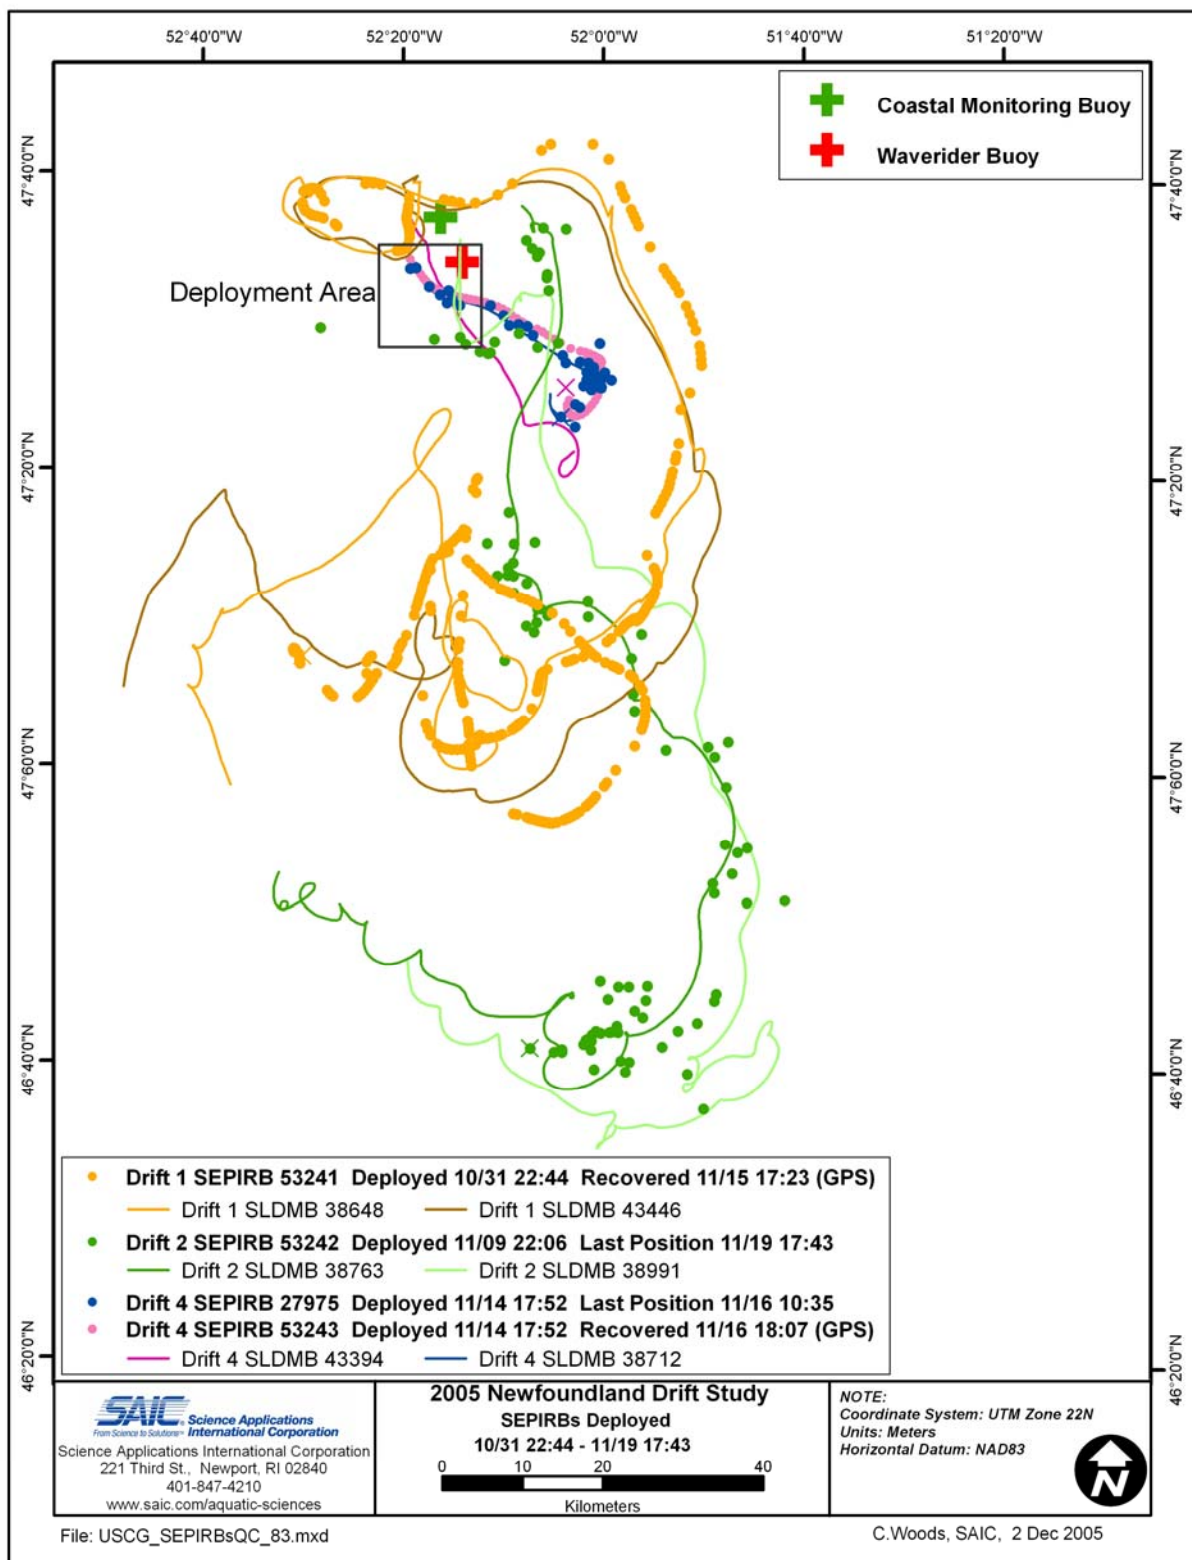 52°40'0"W 52°20'0"W 52°0'0"W 51°40'0"W 51°20'0"W
Coastal Monitoring Buoy
Waverider Buoy
47°40'0"N 47°40'0"N
Deployment Area
47°20'0"N 47°20'0"N
47°60'0"N 47°60'0"N
46°40'0"N 46°40'0"N
46°20'0"N 46°20'0"N
Drift 1 SEPIRB 53241 Deployed 10/31 22:44 Recovered 11/15 17:23 (GPS)
Drift 1 SLDMB 38648 Drift 1 SLDMB 43446
Drift 2 SEPIRB 53242 Deployed 11/09 22:06 Last Position 11/19 17:43
Drift 2 SLDMB 38763 Drift 2 SLDMB 38991
Drift 4 SEPIRB 27975 Deployed 11/14 17:52 Last Position 11/16 10:35
Drift 4 SEPIRB 53243 Deployed 11/14 17:52 Recovered 11/16 18:07 (GPS)
Drift 4 SLDMB 43394 Drift 4 SLDMB 38712
SAIC Science Applications
From Science to Solutions™ International Corporation
Science Applications International Corporation
221 Third St., Newport, RI 02840
401-847-4210
www.saic.com/aquatic-sciences
2005 Newfoundland Drift Study
SEPIRBs Deployed
10/31 22:44 - 11/19 17:43
0 10 20 40
Kilometers
NOTE:
Coordinate System: UTM Zone 22N
Units: Meters
Horizontal Datum: NAD83
N
File: USCG_SEPIRBsQC_83.mxd
C.Woods, SAIC, 2 Dec 2005